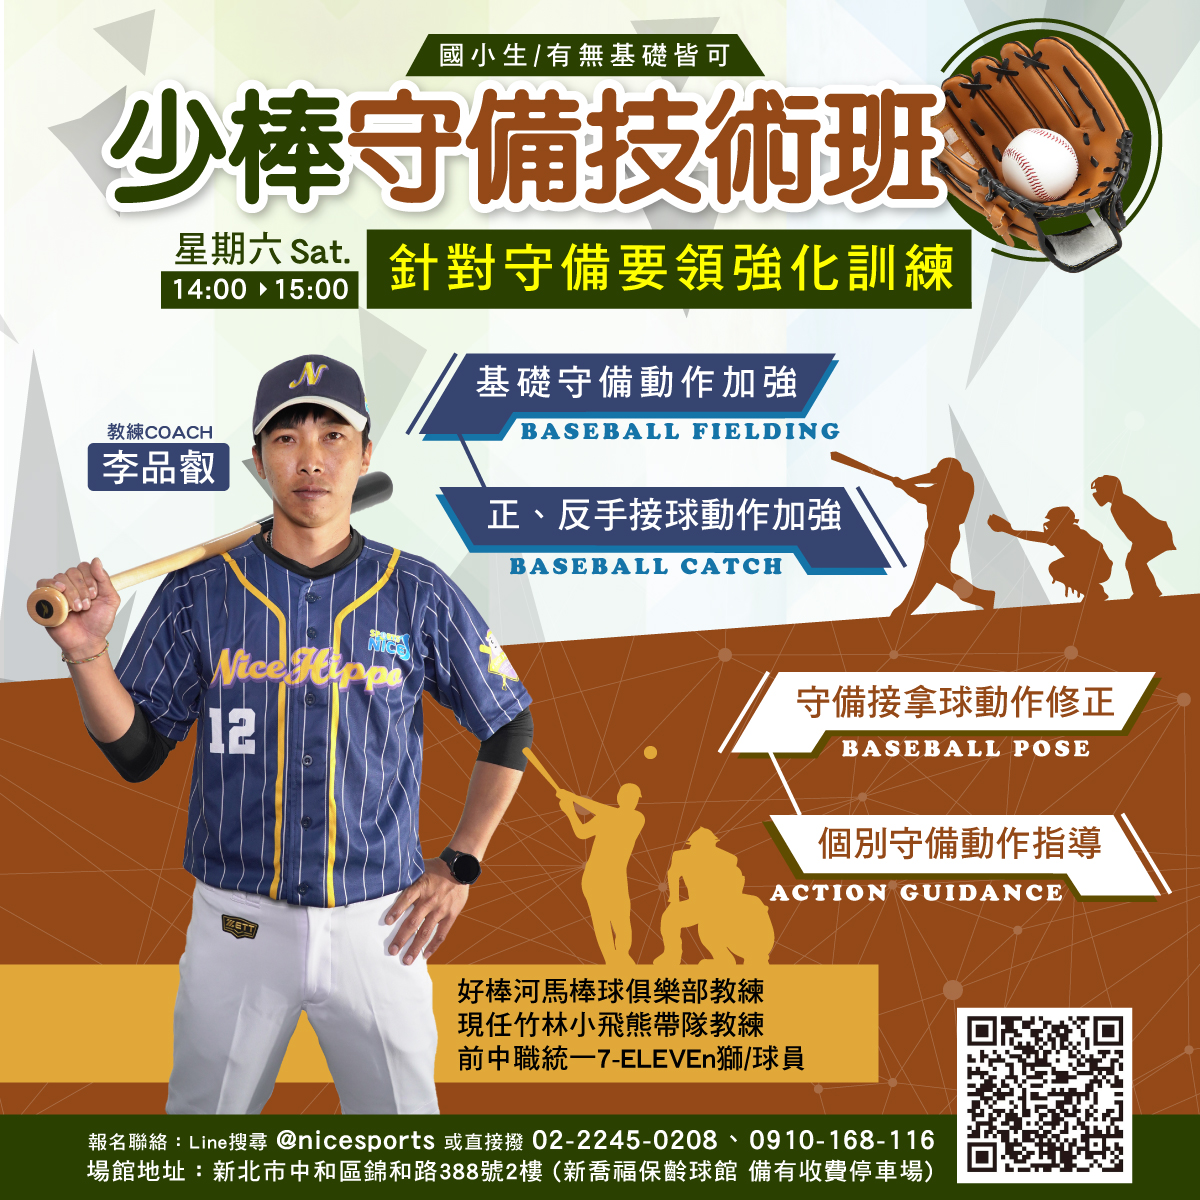 國小生/有無基礎皆可
少棒守備技術班
星期六 Sat.
14:00 ▸ 15:00
針對守備要領強化訓練
基礎守備動作加強
BASEBALL FIELDING
教練COACH
李品叡
正、反手接球動作加強
BASEBALL CATCH
N
SPORTS NICE
Nice Hippo
12
守備接拿球動作修正
BASEBALL POSE
個別守備動作指導
ACTION GUIDANCE
ZETT
好棒河馬棒球俱樂部教練
現任竹林小飛熊帶隊教練
前中職統一7-ELEVEn獅/球員
報名聯絡：Line搜尋 @nicesports 或直接撥 02-2245-0208、0910-168-116
場館地址：新北市中和區錦和路388號2樓 (新喬福保齡球館 備有收費停車場)